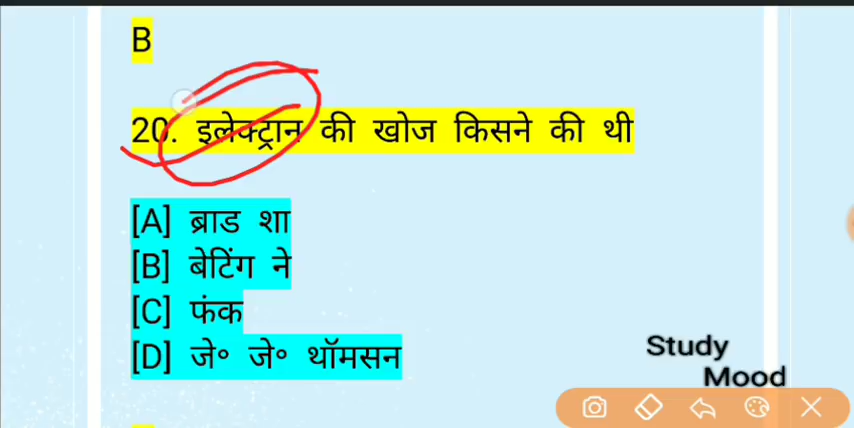 B
20. इलेक्ट्रान की खोज किसने की थी
[A] ब्राड शा
[B] बेटिंग ने
[C] फंक
[D] जे॰ जे॰ थॉमसन
Study
Mood